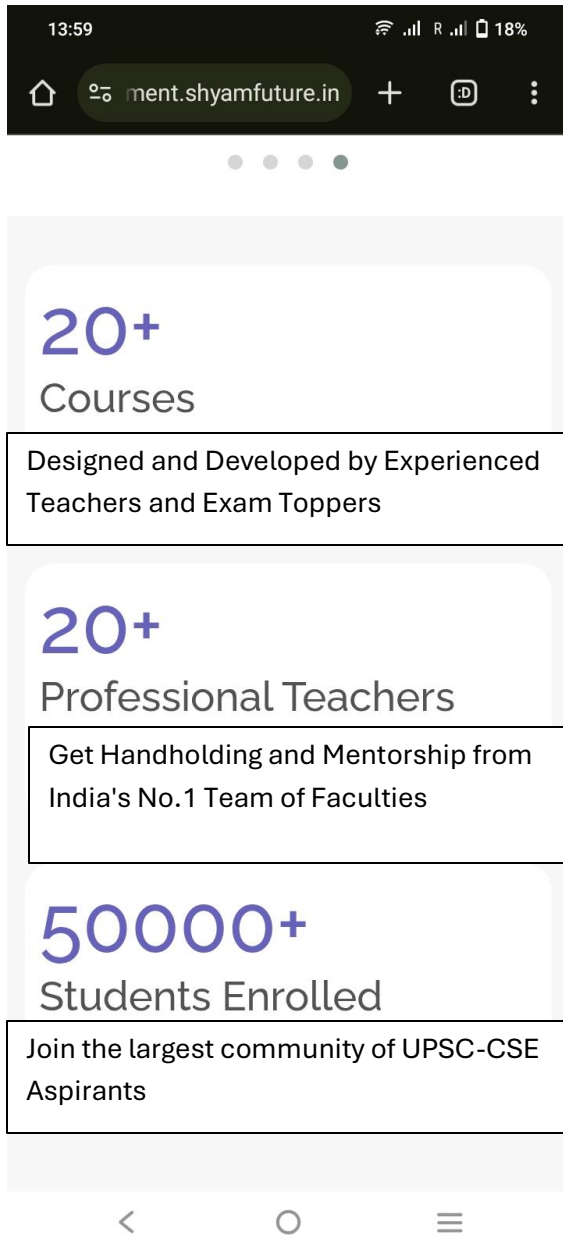 13:59
R 18%
ment.shyamfuture.in
:D
20+
Courses
Designed and Developed by Experienced
Teachers and Exam Toppers
20+
Professional Teachers
Get Handholding and Mentorship from
India's No.1 Team of Faculties
50000+
Students Enrolled
Join the largest community of UPSC-CSE
Aspirants